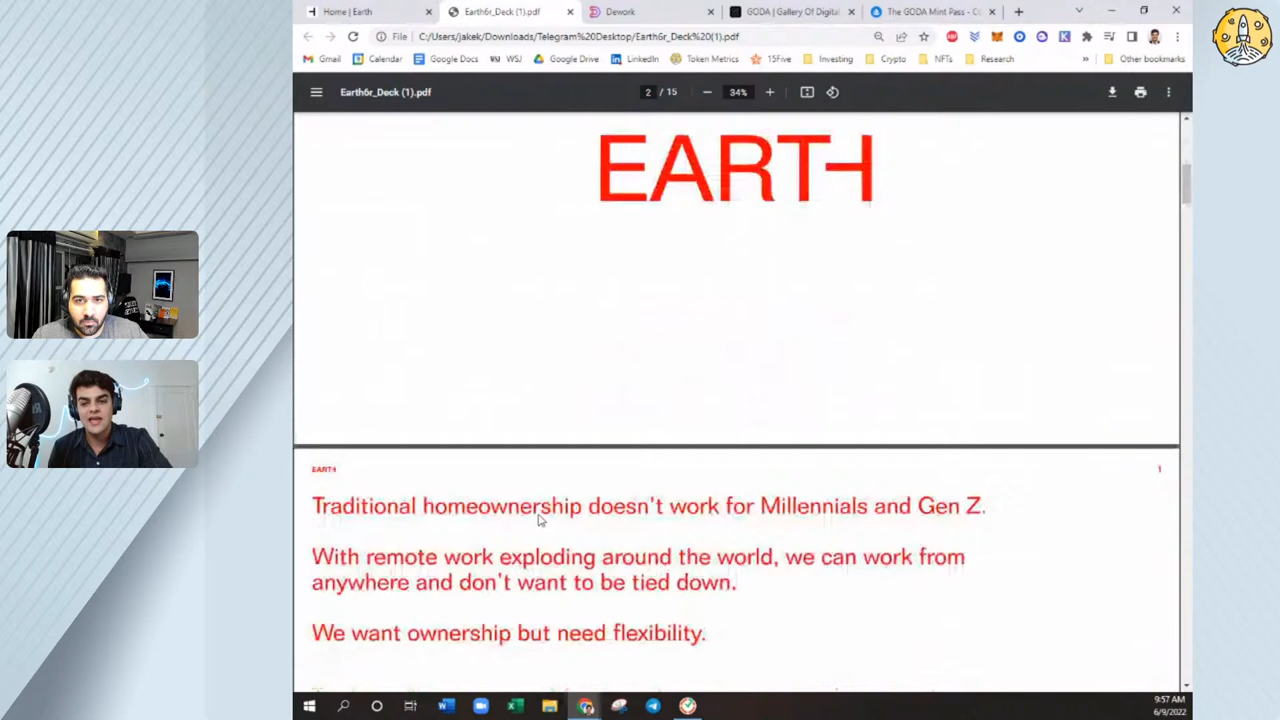 Home | Earth
Earth6r_Deck (1).pdf
Dework
GODA | Gallery Of Digital
The GODA Mint Pass - C
File
C:/Users/jakek/Downloads/Telegram%20Desktop/Earth6r_Deck%20(1).pdf
Gmail
Calendar
Google Docs
WSJ
Google Drive
LinkedIn
Token Metrics
15Five
Investing
Crypto
NFTs
Research
»
Other bookmarks
Earth6r_Deck (1).pdf
2 / 15
34%
EARTH
EARTH
1
Traditional homeownership doesn't work for Millennials and Gen Z.
With remote work exploding around the world, we can work from
anywhere and don't want to be tied down.
We want ownership but need flexibility.
9:57 AM
6/9/2022